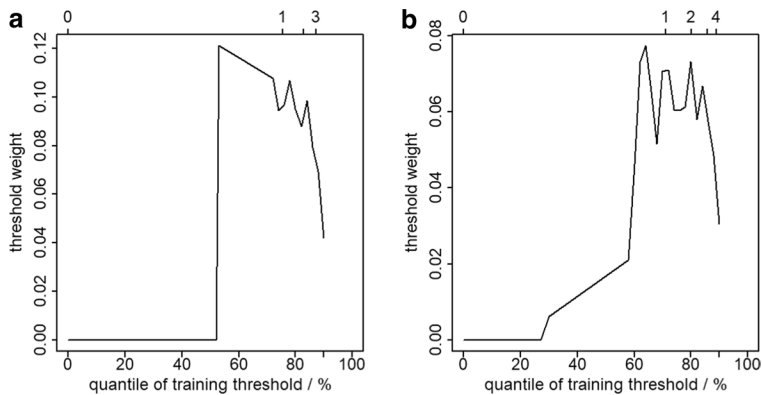 a
0 1 3
threshold weight
0.00 0.02 0.04 0.06 0.08 0.10 0.12
0 20 40 60 80 100
quantile of training threshold / %
b
0 1 2 4
threshold weight
0.00 0.02 0.04 0.06 0.08
0 20 40 60 80 100
quantile of training threshold / %